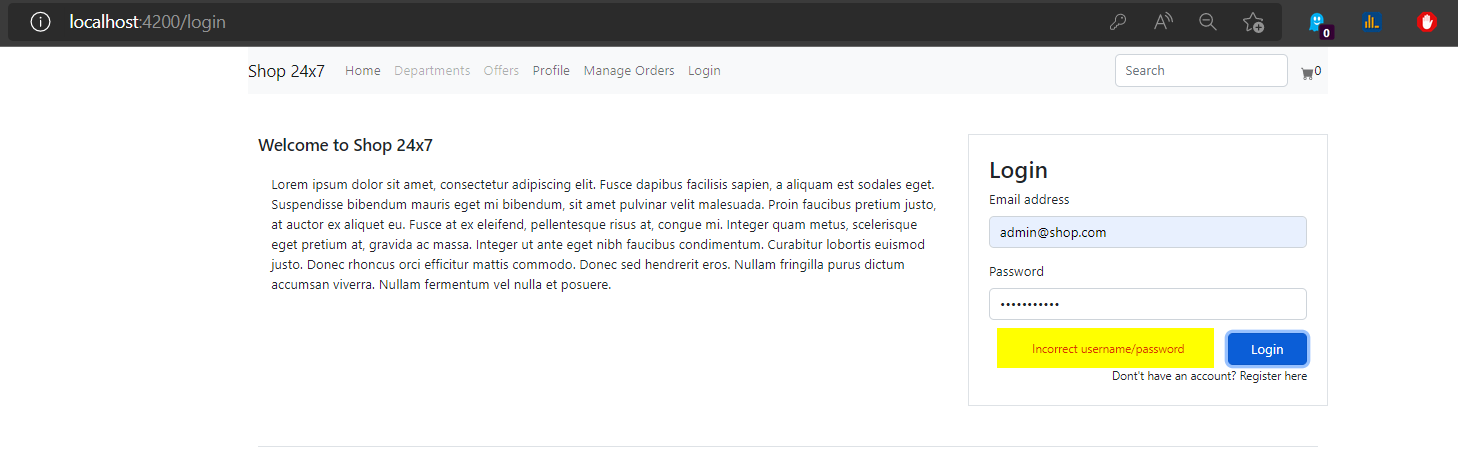 localhost:4200/login
0
Shop 24x7 Home Departments Offers Profile Manage Orders Login Search 0
Welcome to Shop 24x7
Lorem ipsum dolor sit amet, consectetur adipiscing elit. Fusce dapibus facilisis sapien, a aliquam est sodales eget.
Suspendisse bibendum mauris eget mi bibendum, sit amet pulvinar velit malesuada. Proin faucibus pretium justo,
at auctor ex aliquet eu. Fusce at ex eleifend, pellentesque risus at, congue mi. Integer quam metus, scelerisque
eget pretium at, gravida ac massa. Integer ut ante eget nibh faucibus condimentum. Curabitur lobortis euismod
justo. Donec rhoncus orci efficitur mattis commodo. Donec sed hendrerit eros. Nullam fringilla purus dictum
accumsan viverra. Nullam fermentum vel nulla et posuere.
Login
Email address
admin@shop.com
Password
•••••••••••
Incorrect username/password
Login
Dont't have an account? Register here